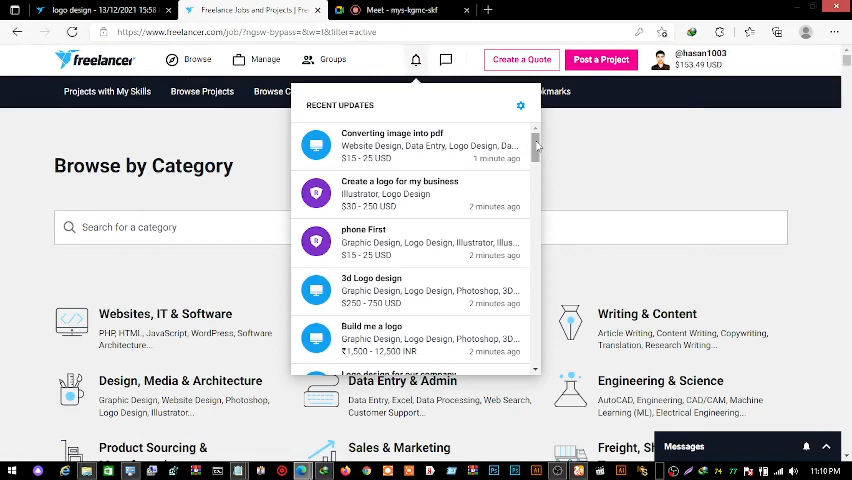 logo design - 13/12/2021 15:58
Freelance Jobs and Projects | Fre
Meet - mys-kgmc-skf
https://www.freelancer.com/job/?ngsw-bypass=&w=f&filter=active
freelancer
Browse
Manage
Groups
Create a Quote
Post a Project
@hasan1003
$153.49 USD
Projects with My Skills
Browse Projects
Browse C
okmarks
RECENT UPDATES
Converting image into pdf
Website Design, Data Entry, Logo Design, Da...
$15 - 25 USD
1 minute ago
Create a logo for my business
Illustrator, Logo Design
$30 - 250 USD
2 minutes ago
phone First
Graphic Design, Logo Design, Illustrator, Illus...
$15 - 25 USD
2 minutes ago
3d Logo design
Graphic Design, Logo Design, Photoshop, 3D...
$250 - 750 USD
2 minutes ago
Build me a logo
Graphic Design, Logo Design, Photoshop, 3D...
₹1,500 - 12,500 INR
2 minutes ago
Logo design for our company
Browse by Category
Search for a category
Websites, IT & Software
PHP, HTML, JavaScript, WordPress, Software
Architecture...
Writing & Content
Article Writing, Content Writing, Copywriting,
Translation, Research Writing...
Design, Media & Architecture
Graphic Design, Website Design, Photoshop,
Logo Design, Illustrator...
Data Entry & Admin
Data Entry, Excel, Data Processing, Web Search,
Customer Support...
Engineering & Science
AutoCAD, Engineering, CAD/CAM, Machine
Learning (ML), Electrical Engineering...
Product Sourcing &
Sales & Marketing
Freight, Sh
Messages
74
77
11:10 PM